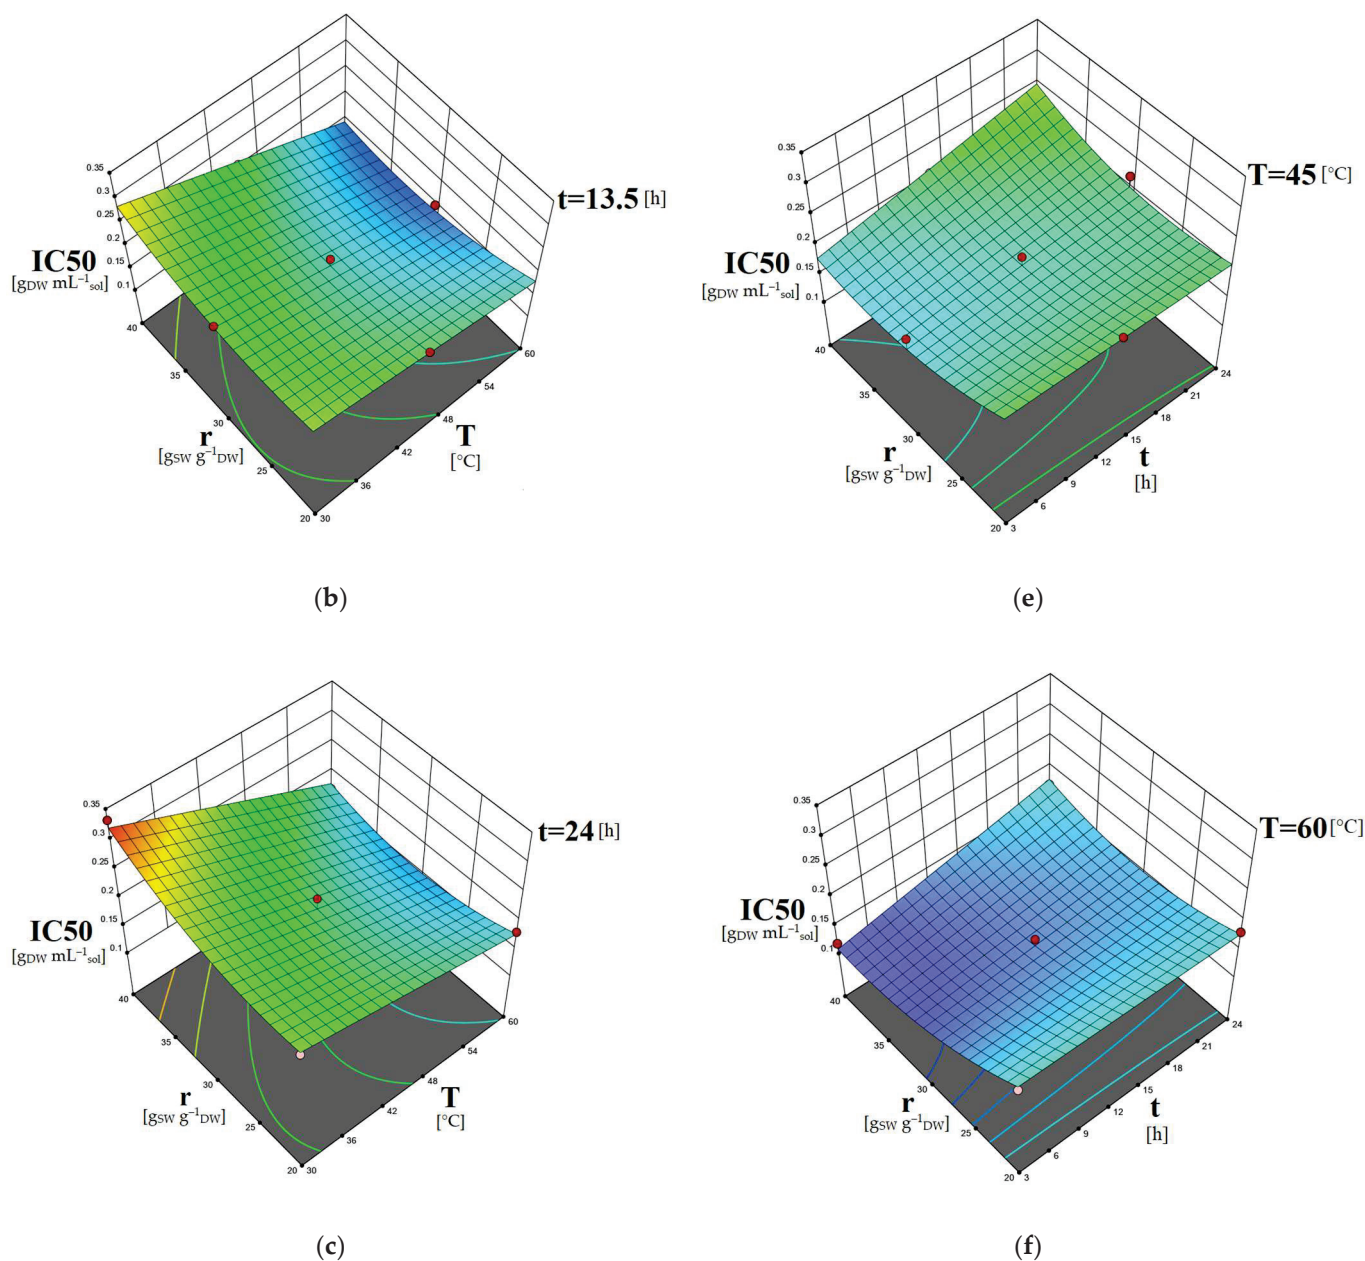 0.35
0.3
0.25
0.2
0.15
0.1
IC50
[gDW mL−1sol]
t=13.5 [h]
40
35
30
25
20
r
[gSW g−1DW]
30
36
42
48
54
60
T
[°C]
(b)
0.35
0.3
0.25
0.2
0.15
0.1
IC50
[gDW mL−1sol]
T=45 [°C]
40
35
30
25
20
r
[gSW g−1DW]
3
6
9
12
15
18
21
24
t
[h]
(e)
0.35
0.3
0.25
0.2
0.15
0.1
IC50
[gDW mL−1sol]
t=24 [h]
40
35
30
25
20
r
[gSW g−1DW]
30
36
42
48
54
60
T
[°C]
(c)
0.35
0.3
0.25
0.2
0.15
0.1
IC50
[gDW mL−1sol]
T=60 [°C]
40
35
30
25
20
r
[gSW g−1DW]
3
6
9
12
15
18
21
24
t
[h]
(f)